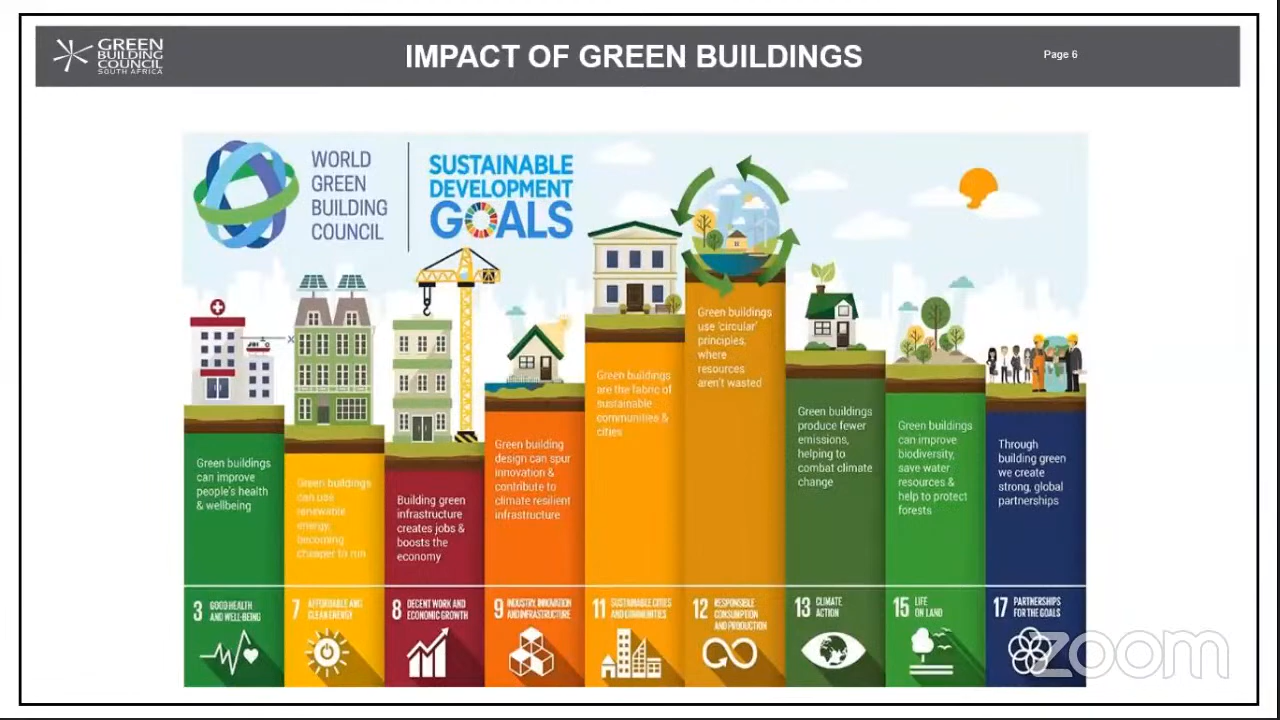 GREEN
BUILDING
COUNCIL
SOUTH AFRICA
IMPACT OF GREEN BUILDINGS
Page 6
WORLD
GREEN
BUILDING
COUNCIL
SUSTAINABLE
DEVELOPMENT
GOALS
Green buildings
can improve
people's health
& wellbeing
Green buildings
can use
renewable
energy,
becoming
cheaper to run
Building green
infrastructure
creates jobs &
boosts the
economy
Green building
design can spur
innovation &
contribute to
climate resilient
infrastructure
Green buildings
are the fabric of
sustainable
communities &
cities
Green buildings
use 'circular'
principles,
where
resources
aren't wasted
Green buildings
produce fewer
emissions,
helping to
combat climate
change
Green buildings
can improve
biodiversity,
save water
resources &
help to protect
forests
Through
building green
we create
strong, global
partnerships
3 GOOD HEALTH
AND WELL-BEING
7 AFFORDABLE AND
CLEAN ENERGY
8 DECENT WORK AND
ECONOMIC GROWTH
9 INDUSTRY, INNOVATION
AND INFRASTRUCTURE
11 SUSTAINABLE CITIES
AND COMMUNITIES
12 RESPONSIBLE
CONSUMPTION
AND PRODUCTION
13 CLIMATE
ACTION
15 LIFE
ON LAND
17 PARTNERSHIPS
FOR THE GOALS
zoom